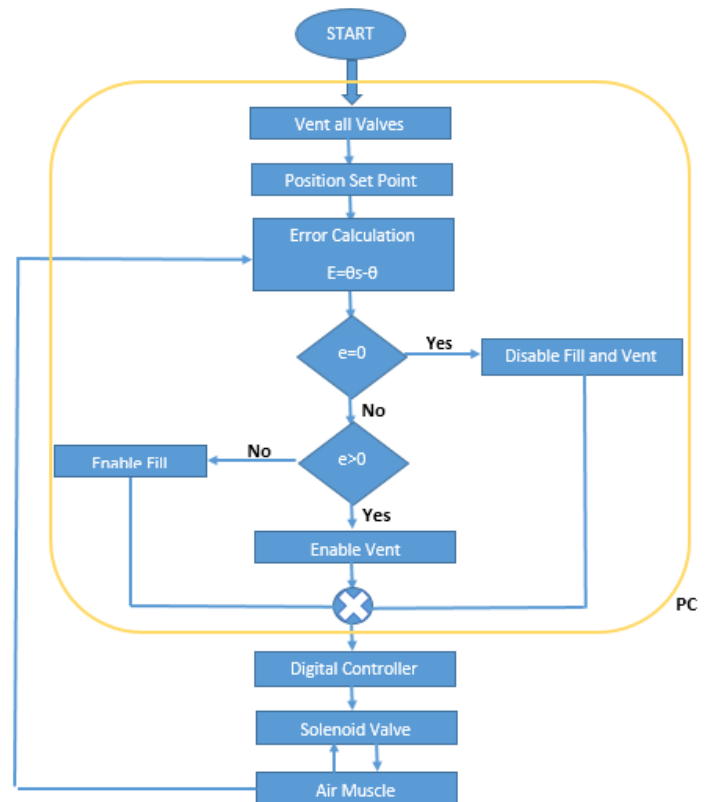 START
Vent all Valves
Position Set Point
Error Calculation
E=θs-θ
e=0
Yes
Disable Fill and Vent
No
e>0
No
Enable Fill
Yes
Enable Vent
PC
Digital Controller
Solenoid Valve
Air Muscle